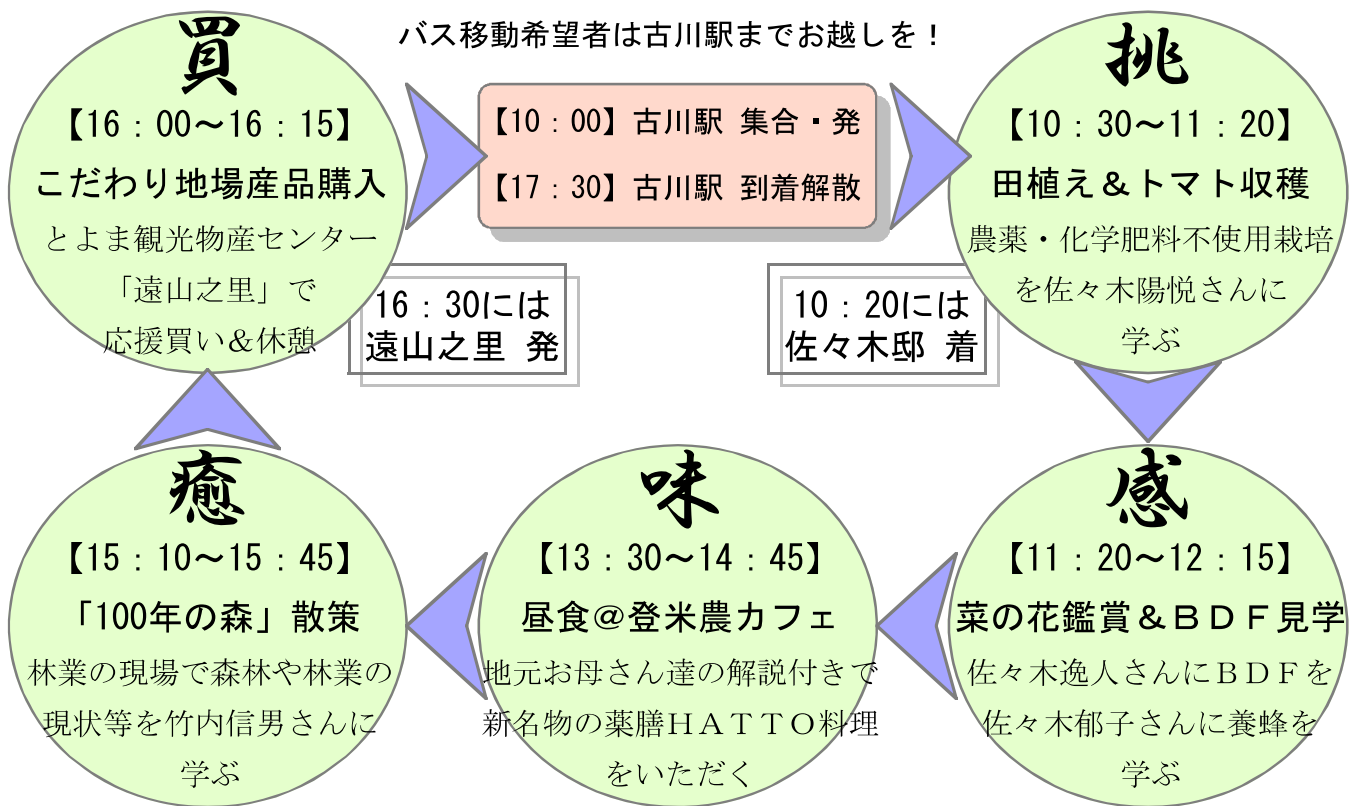 バス移動希望者は古川駅までお越しを！
【10：00】古川駅 集合・発
【17：30】古川駅 到着解散
挑
【10：30～11：20】
田植え＆トマト収穫
農薬・化学肥料不使用栽培
を佐々木陽悦さんに
学ぶ
10：20には
佐々木邸 着
感
【11：20～12：15】
菜の花鑑賞＆ＢＤＦ見学
佐々木逸人さんにＢＤＦを
佐々木郁子さんに養蜂を
学ぶ
味
【13：30～14：45】
昼食＠登米農カフェ
地元お母さん達の解説付きで
新名物の薬膳ＨＡＴＴＯ料理
をいただく
癒
【15：10～15：45】
「100年の森」散策
林業の現場で森林や林業の
現状等を竹内信男さんに
学ぶ
買
【16：00～16：15】
こだわり地場産品購入
とよま観光物産センター
「遠山之里」で
応援買い＆休憩
16：30には
遠山之里 発